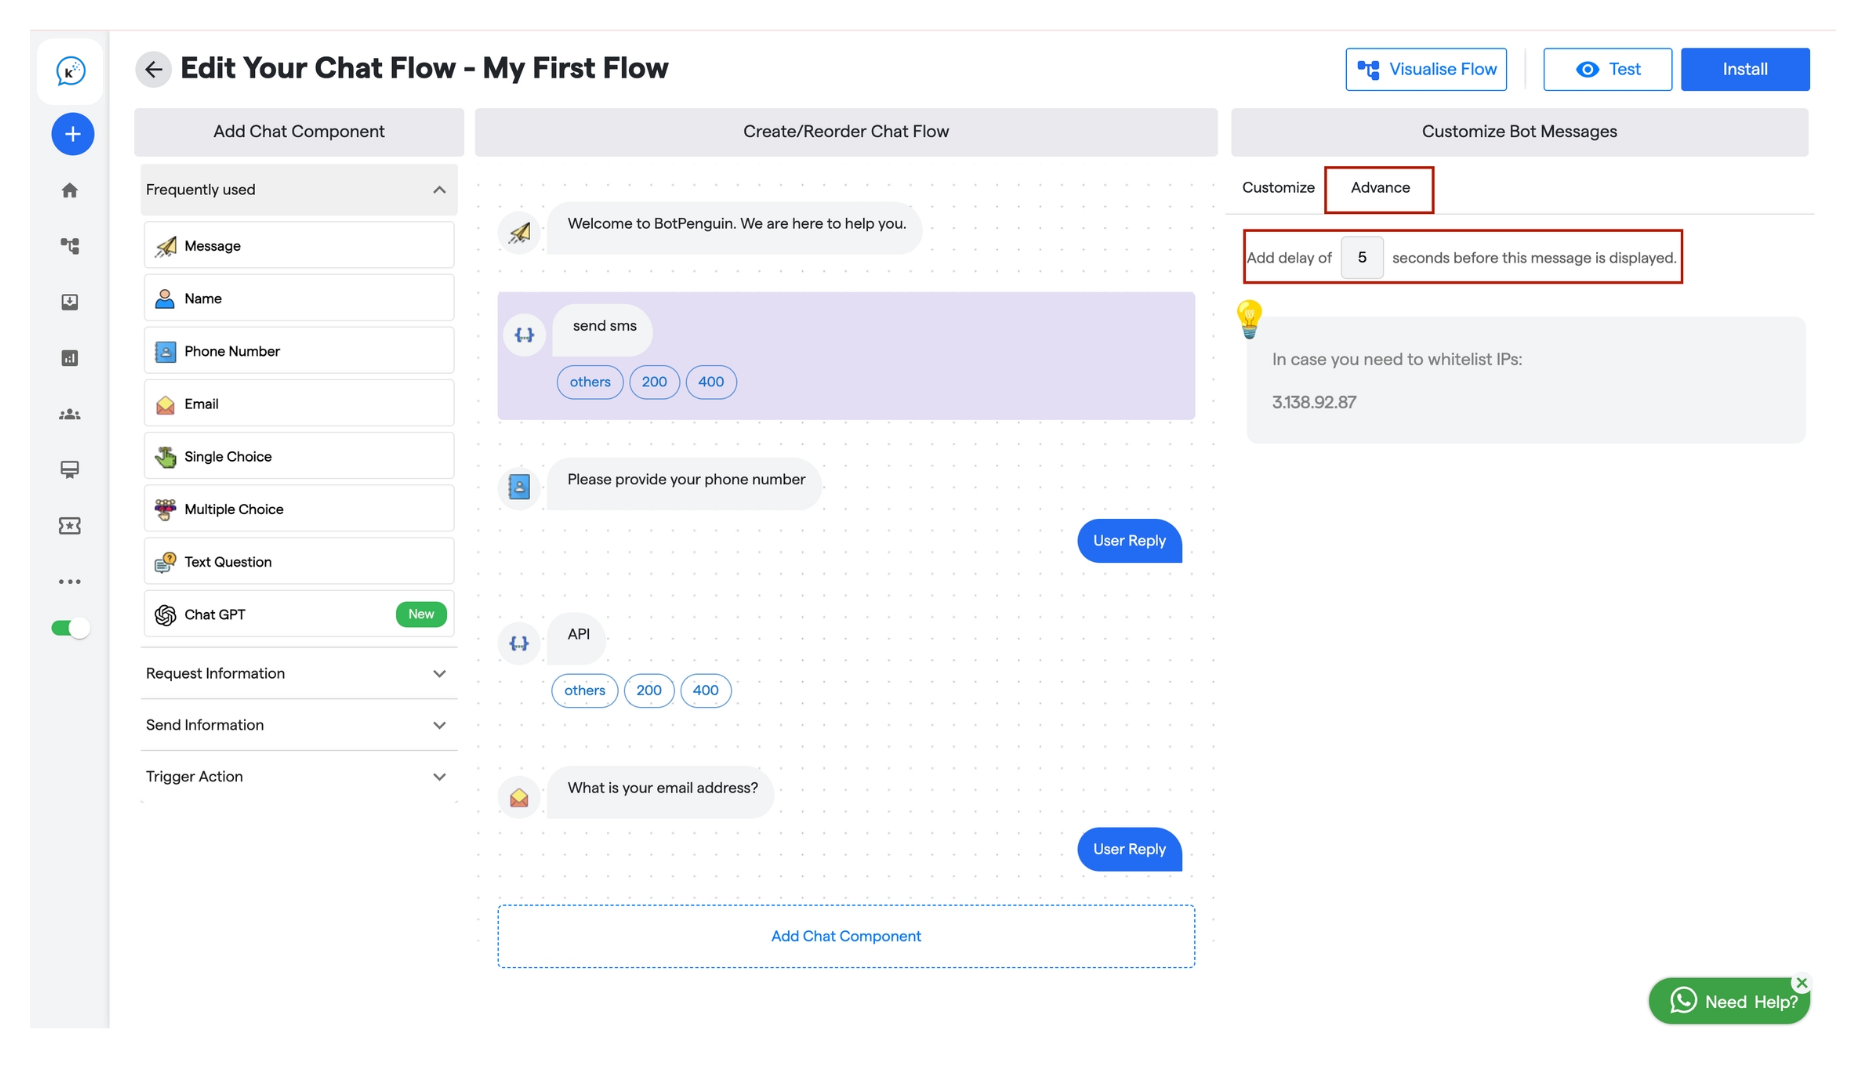 Edit Your Chat Flow - My First Flow
Visualise Flow
Test
Install
Add Chat Component
Create/Reorder Chat Flow
Customize Bot Messages
Frequently used
Message
Name
Phone Number
Email
Single Choice
Multiple Choice
Text Question
Chat GPT
New
Request Information
Send Information
Trigger Action
Welcome to BotPenguin. We are here to help you.
send sms
others
200
400
Please provide your phone number
User Reply
API
others
200
400
What is your email address?
User Reply
Add Chat Component
Customize
Advance
Add delay of 5 seconds before this message is displayed.
In case you need to whitelist IPs:
3.138.92.87
Need Help?